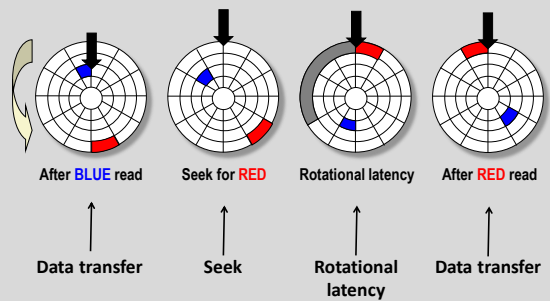 After BLUE read
Seek for RED
Rotational latency
After RED read
Data transfer
Seek
Rotational
latency
Data transfer